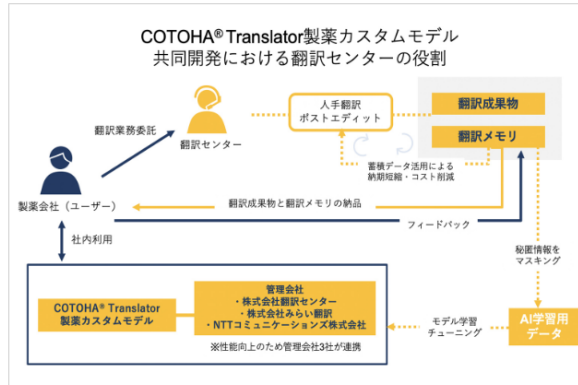 COTOHA® Translator製薬カスタムモデル
共同開発における翻訳センターの役割
人手翻訳
ポストエディット
翻訳成果物
翻訳メモリ
翻訳業務委託
翻訳センター
蓄積データ活用による
納期短縮・コスト削減
製薬会社（ユーザー）
翻訳成果物と翻訳メモリの納品
フィードバック
社内利用
秘匿情報を
マスキング
COTOHA® Translator
製薬カスタムモデル
管理会社
・株式会社翻訳センター
・株式会社みらい翻訳
・NTTコミュニケーションズ株式会社
※性能向上のため管理会社3社が連携
モデル学習
チューニング
AI学習用
データ